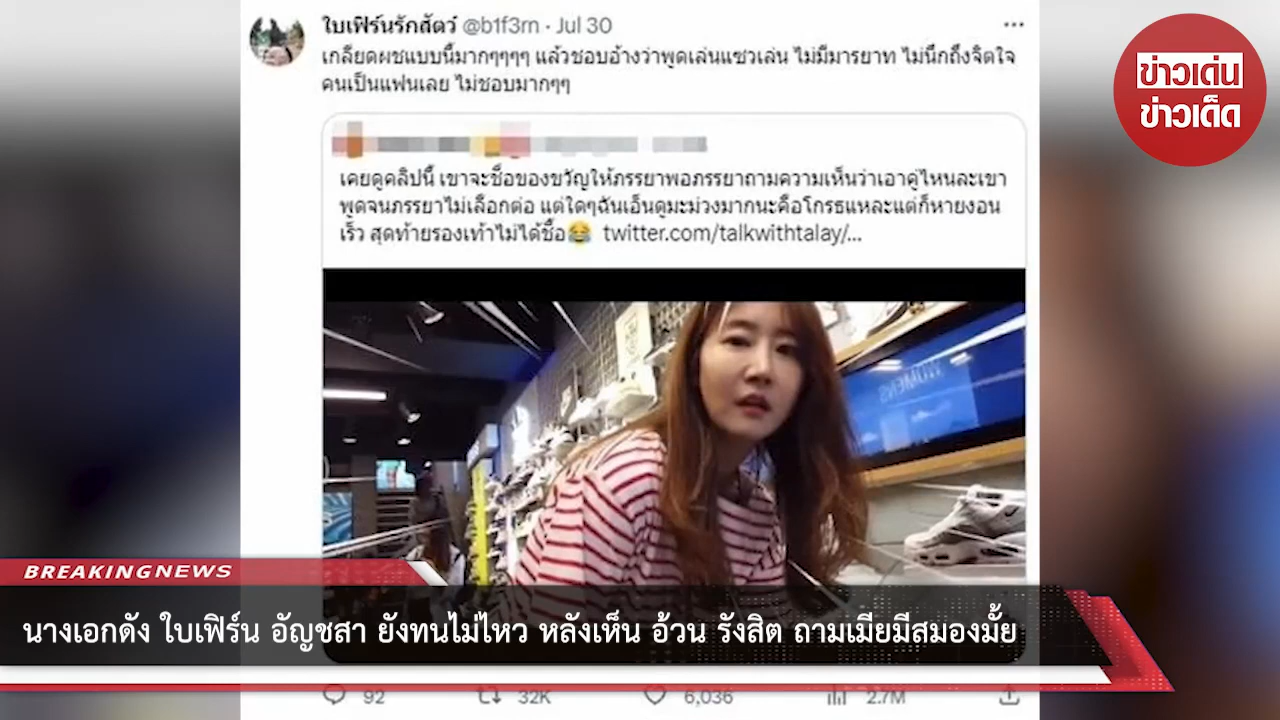 ใบเฟิร์นรักสัตว์ @b1f3rn · Jul 30
เกลียดผชแบบนี้มากๆๆๆๆ แล้วชอบอ้างว่าพูดเล่นแซวเล่น ไม่มีมารยาท ไม่นึกถึงจิตใจ
คนเป็นแฟนเลย ไม่ชอบมากๆๆ
ข่าวเด่น
ข่าวเด็ด
เคยดูคลิปนี้ เขาจะซื้อของขวัญให้ภรรยาพอภรรยาถามความเห็นว่าเอาคู่ไหนละเขา
พูดจนภรรยาไม่เลือกต่อ แต่ใดๆฉันเอ็นดูมะม่วงมากนะคือโกรธแหละแต่ก็หายงอน
เร็ว สุดท้ายรองเท้าไม่ได้ซื้อ😂 twitter.com/talkwithtalay/...
WOMENS
BREAKING NEWS
นางเอกดัง ใบเฟิร์น อัญชสา ยังทนไม่ไหว หลังเห็น อ้วน รังสิต ถามเมียมีสมองมั้ย
92 32K 6,036 2.7M